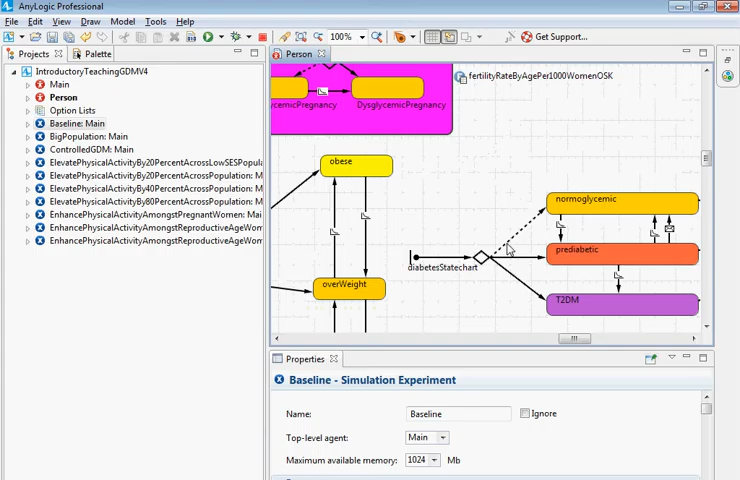 AnyLogic Professional
File Edit View Draw Model Tools Help
100%
Get Support...
Projects
Palette
IntroductoryTeachingGDMV4
Main
Person
Option Lists
Baseline: Main
BigPopulation: Main
ControlledGDM: Main
ElevatePhysicalActivityBy20PercentAcrossLowSESPopula
ElevatePhysicalActivityBy20PercentAcrossPopulation: M
ElevatePhysicalActivityBy40PercentAcrossPopulation: M
ElevatePhysicalActivityBy80PercentAcrossPopulation: M
EnhancePhysicalActivityAmongstPregnantWomen: Mai
EnhancePhysicalActivityAmongstReproductiveAgeWom
EnhancePhysicalActivityAmongstReproductiveAgeWom
Person
ycemicPregnancy
DysglycemicPregnancy
fertilityRateByAgePer1000WomenOSK
obese
overWeight
diabetesStatechart
normoglycemic
prediabetic
T2DM
Properties
Baseline - Simulation Experiment
Name:
Baseline
Ignore
Top-level agent:
Main
Maximum available memory:
1024
Mb